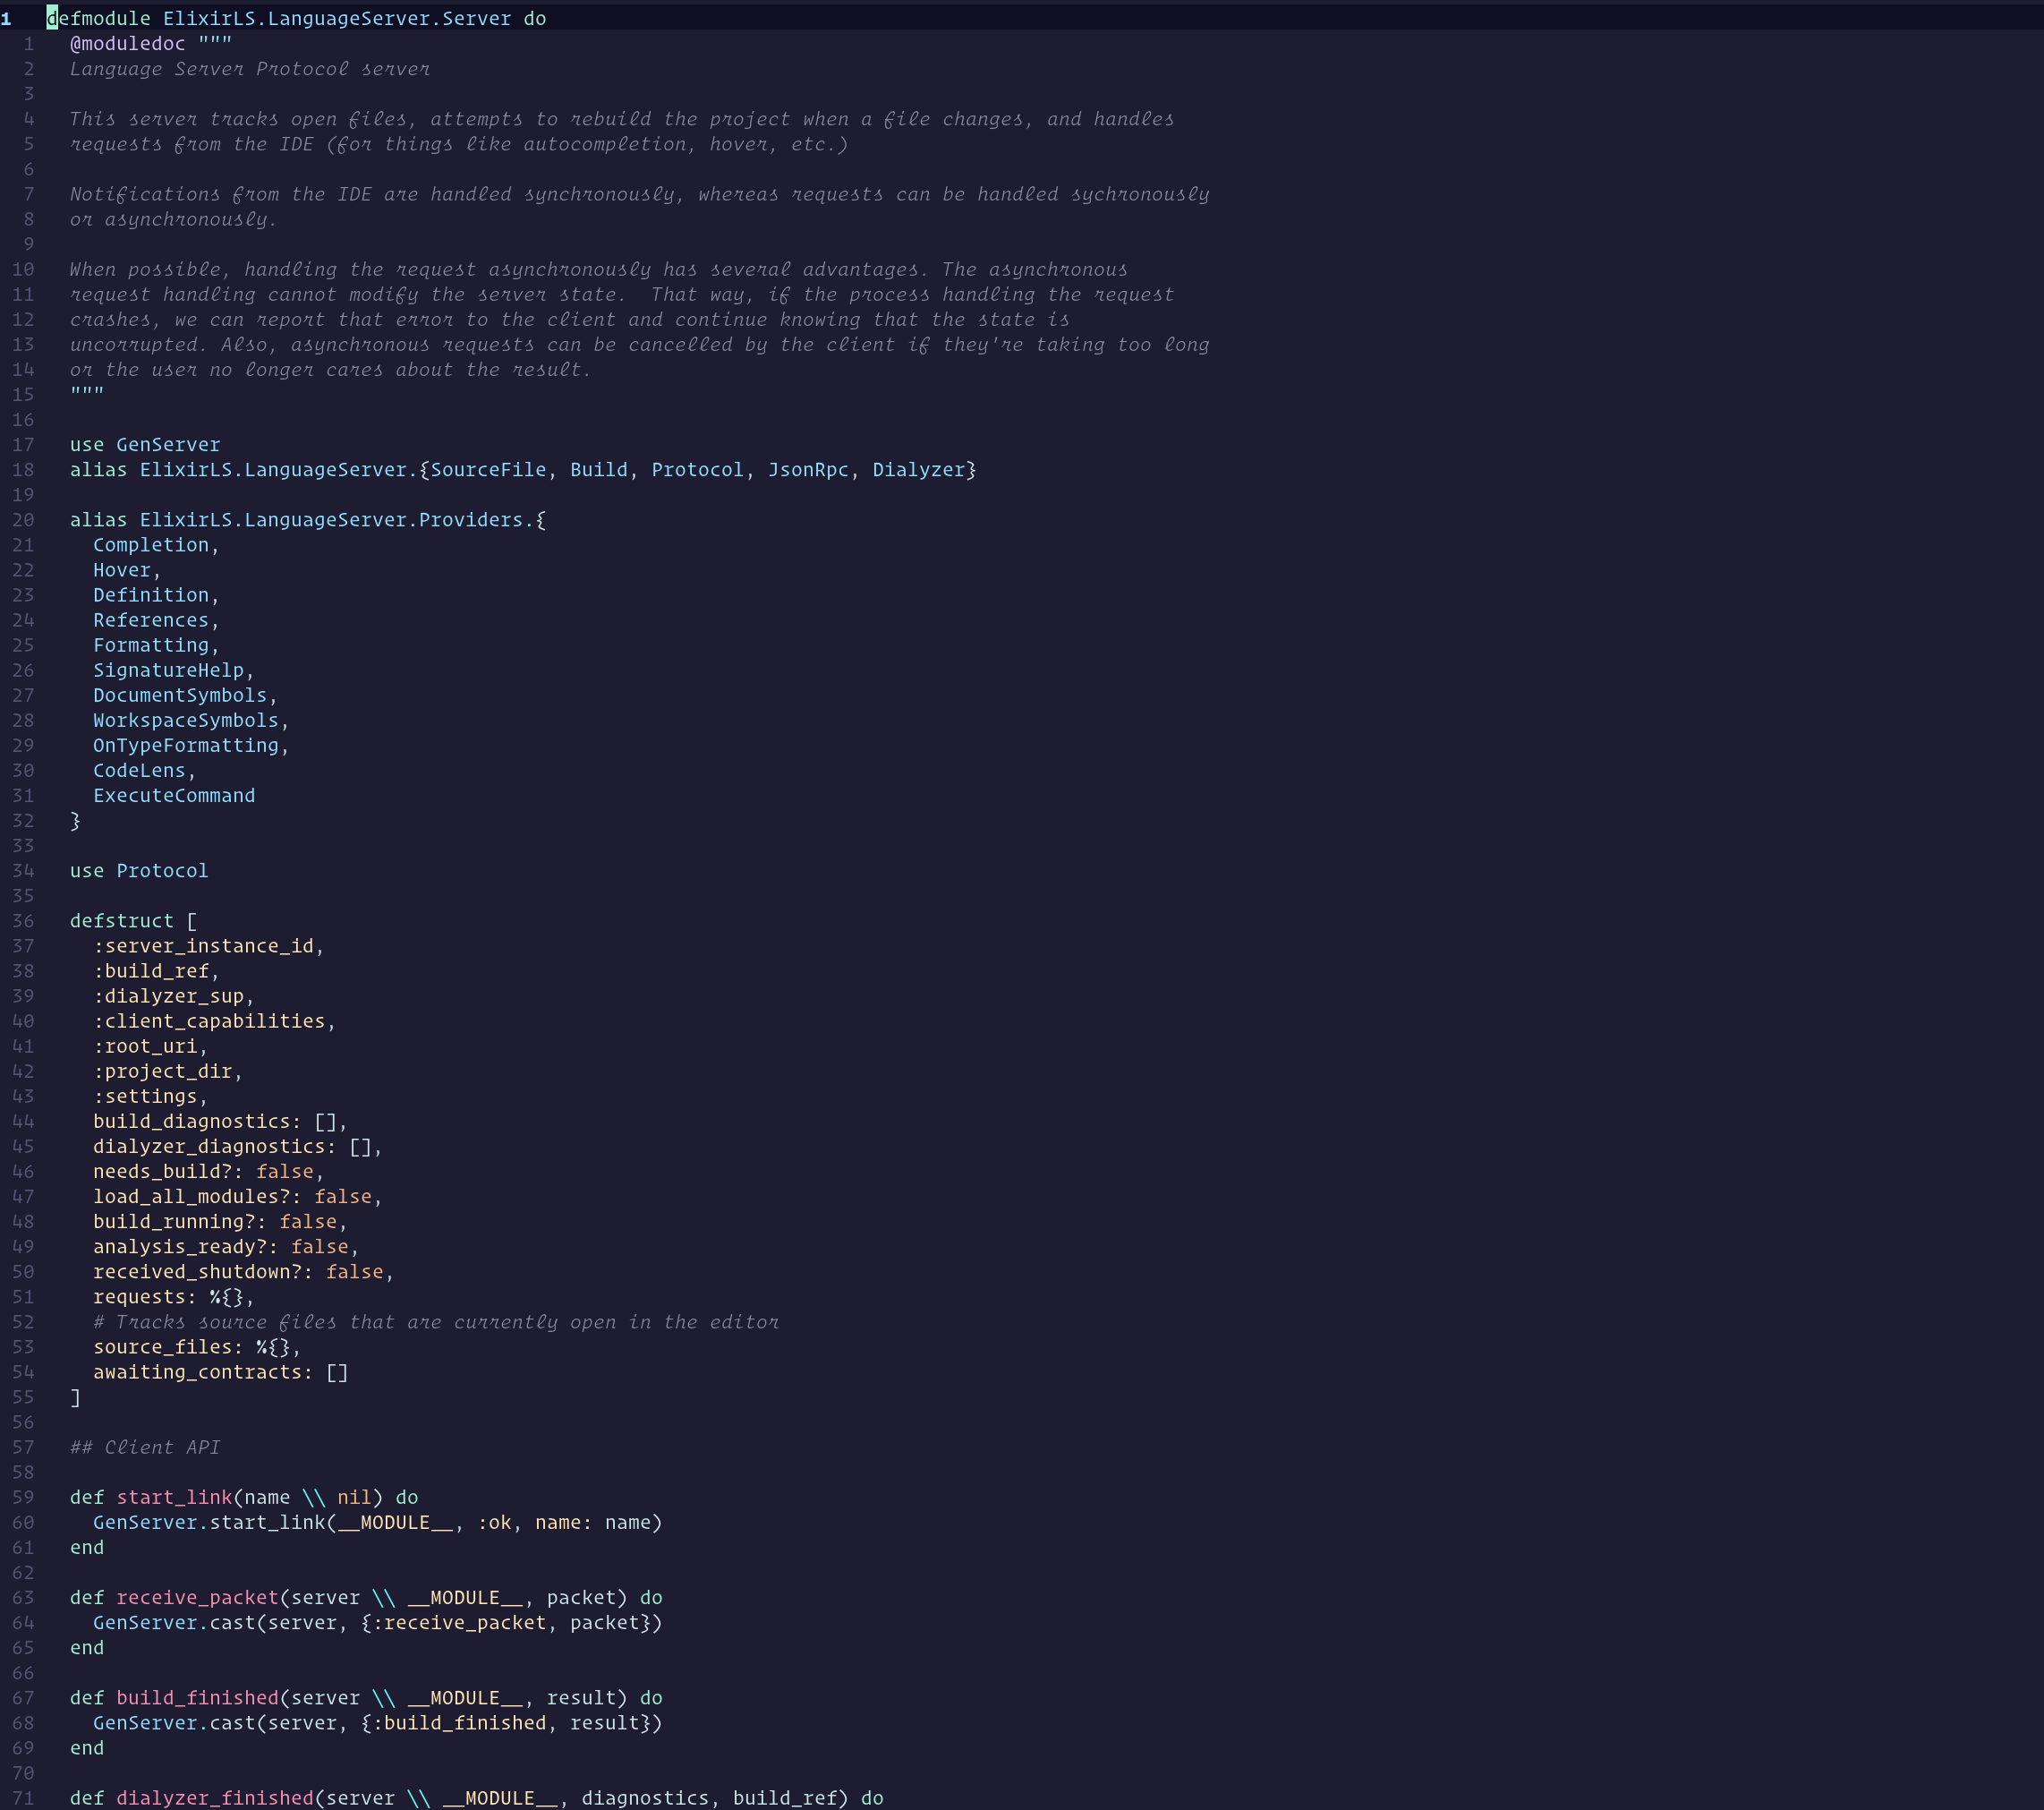 1 defmodule ElixirLS.LanguageServer.Server do
1 @moduledoc """
2 Language Server Protocol server
3
4 This server tracks open files, attempts to rebuild the project when a file changes, and handles
5 requests from the IDE (for things like autocompletion, hover, etc.)
6
7 Notifications from the IDE are handled synchronously, whereas requests can be handled sychronously
8 or asynchronously.
9
10 When possible, handling the request asynchronously has several advantages. The asynchronous
11 request handling cannot modify the server state.  That way, if the process handling the request
12 crashes, we can report that error to the client and continue knowing that the state is
13 uncorrupted. Also, asynchronous requests can be cancelled by the client if they're taking too long
14 or the user no longer cares about the result.
15 """
16
17 use GenServer
18 alias ElixirLS.LanguageServer.{SourceFile, Build, Protocol, JsonRpc, Dialyzer}
19
20 alias ElixirLS.LanguageServer.Providers.{
21 Completion,
22 Hover,
23 Definition,
24 References,
25 Formatting,
26 SignatureHelp,
27 DocumentSymbols,
28 WorkspaceSymbols,
29 OnTypeFormatting,
30 CodeLens,
31 ExecuteCommand
32 }
33
34 use Protocol
35
36 defstruct [
37 :server_instance_id,
38 :build_ref,
39 :dialyzer_sup,
40 :client_capabilities,
41 :root_uri,
42 :project_dir,
43 :settings,
44 build_diagnostics: [],
45 dialyzer_diagnostics: [],
46 needs_build?: false,
47 load_all_modules?: false,
48 build_running?: false,
49 analysis_ready?: false,
50 received_shutdown?: false,
51 requests: %{},
52 # Tracks source files that are currently open in the editor
53 source_files: %{},
54 awaiting_contracts: []
55 ]
56
57 ## Client API
58
59 def start_link(name \\ nil) do
60 GenServer.start_link(__MODULE__, :ok, name: name)
61 end
62
63 def receive_packet(server \\ __MODULE__, packet) do
64 GenServer.cast(server, {:receive_packet, packet})
65 end
66
67 def build_finished(server \\ __MODULE__, result) do
68 GenServer.cast(server, {:build_finished, result})
69 end
70
71 def dialyzer_finished(server \\ __MODULE__, diagnostics, build_ref) do